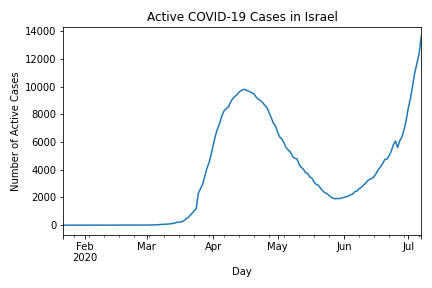 Active COVID-19 Cases in Israel
14000
12000
10000
8000
6000
4000
2000
0
Number of Active Cases
Feb Mar Apr May Jun Jul
2020
Day